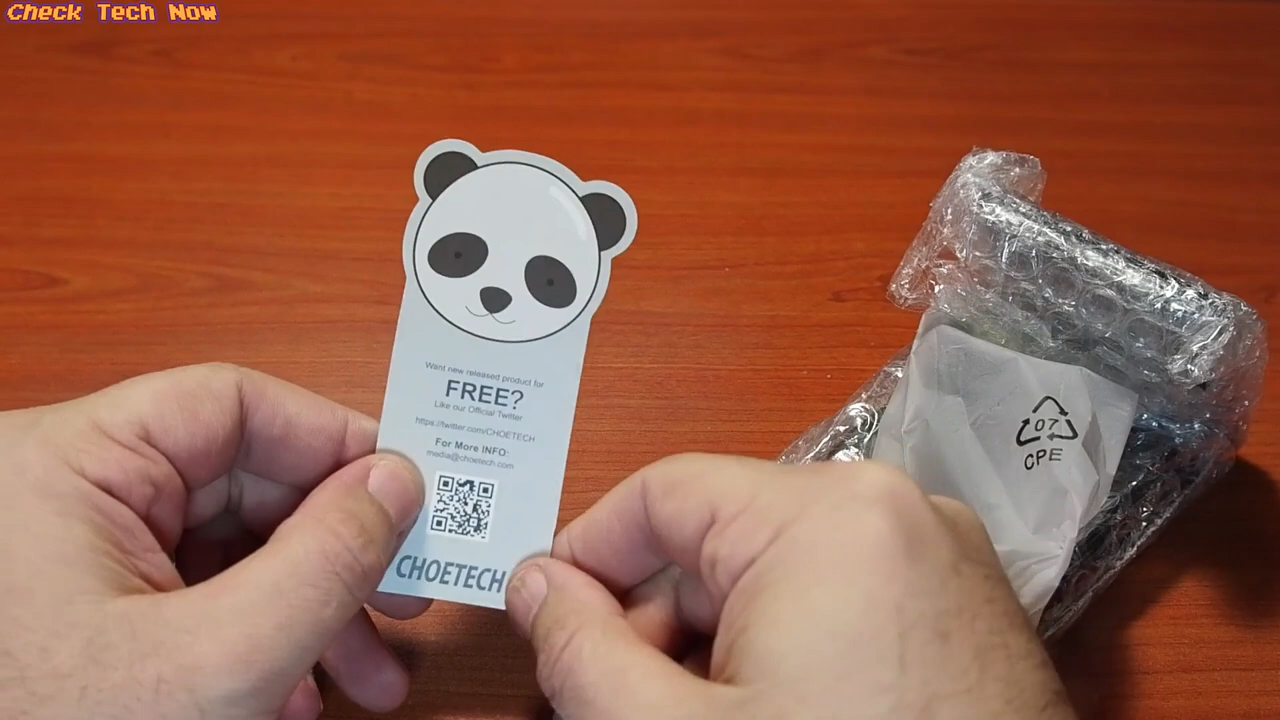 Check Tech Now
Want new released product for
FREE?
Like our Official Twitter
https://twitter.com/CHOETECH
For More INFO:
media@choetech.com
CHOETECH
07
CPE